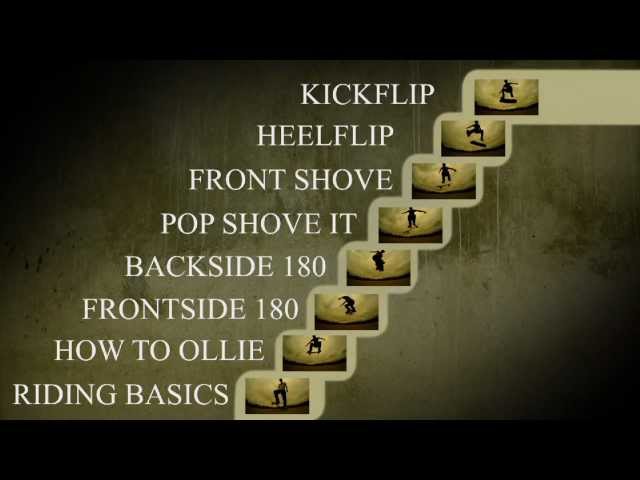 KICKFLIP
HEELFLIP
FRONT SHOVE
POP SHOVE IT
BACKSIDE 180
FRONTSIDE 180
HOW TO OLLIE
RIDING BASICS